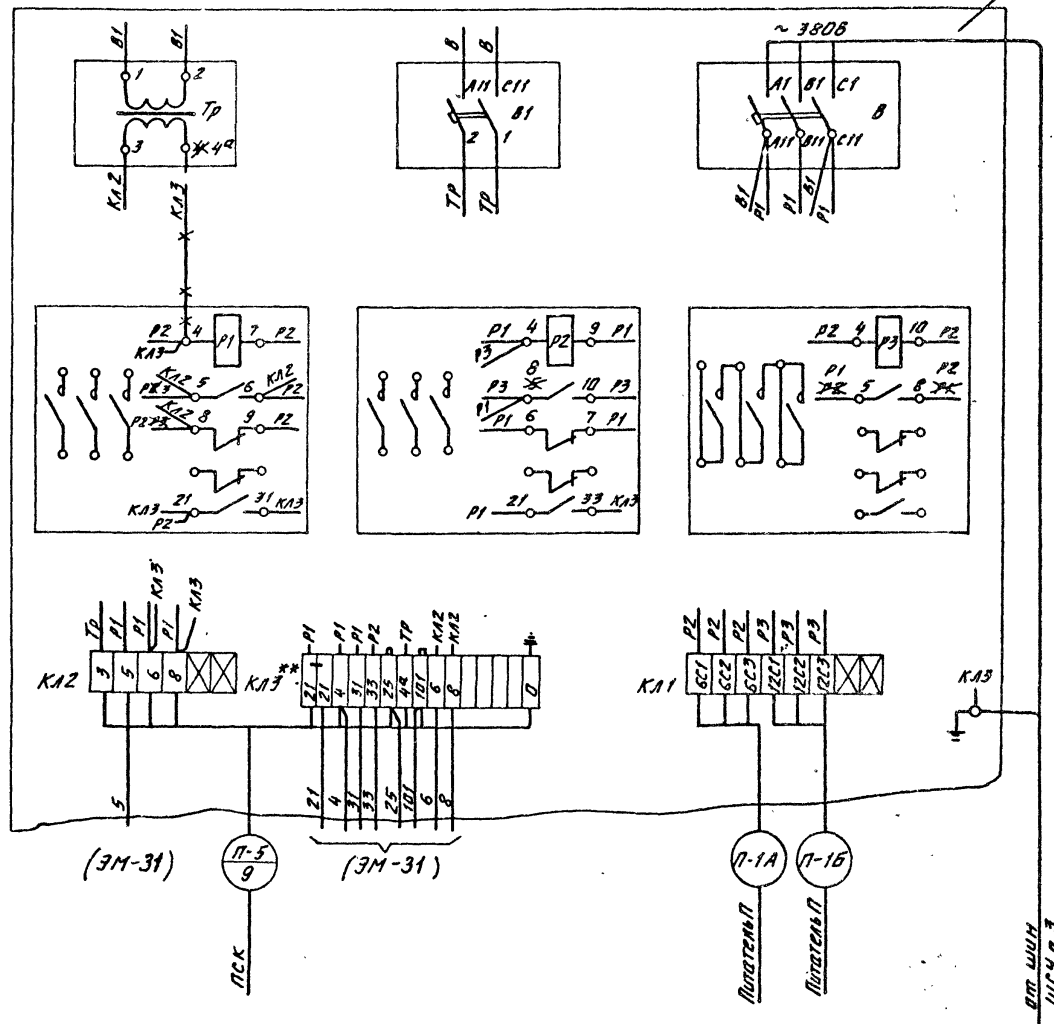 В1 В1
1 2
Тр
3 4ª
КЛ2 КЛ3
В В
А11 С11
В1
2 1
ТР ТР
~ 380В
А1 В1 С1
В
А11 В11 С11
В1 Р1 Р1 В1 Р1
Р2 4 7 Р2
КЛ3
Р1
КЛ2 5 6 КЛ2
Р2
КЛ2
Р2 8 9 Р2
КЛ3 21 31 КЛ3
Р2
Р1 4 9 Р1
Р3
Р2
8
Р3 10 Р3
Р1
Р1 6 7 Р1
Р1 21 33 КЛ3
Р2 4 10 Р2
Р3
Р1 Р2
5 8
Тр Р1 Р1 КЛ3 Р1 КЛ3
КЛ2 3 5 6 8
Р1 Р1 Р1 Р2 ТР КЛ2 КЛ2
КЛ3 ** 21 21 4 31 33 25 4ª 101 6 8 0
Р2 Р2 Р2 Р3 Р3 Р3
КЛ1 6С1 6С2 6С3 12С1 12С2 12С3
КЛ3
5
21 4 31 33 25 101 6 8
(ЭМ-31)
П-5
9
(ЭМ-31)
П-1А П-1Б
ПСК
Питатель П
Питатель П
от шин